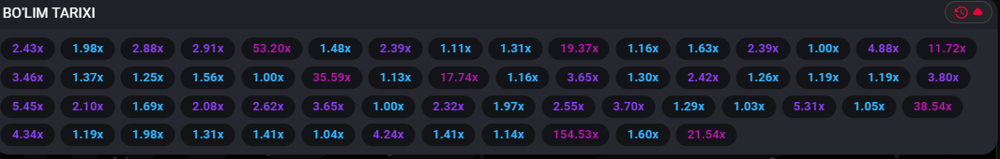 BO'LIM TARIXI
2.43x 1.98x 2.88x 2.91x 53.20x 1.48x 2.39x 1.11x 1.31x 19.37x 1.16x 1.63x 2.39x 1.00x 4.88x 11.72x
3.46x 1.37x 1.25x 1.56x 1.00x 35.59x 1.13x 17.74x 1.16x 3.65x 1.30x 2.42x 1.26x 1.19x 1.19x 3.80x
5.45x 2.10x 1.69x 2.08x 2.62x 3.65x 1.00x 2.32x 1.97x 2.55x 3.70x 1.29x 1.03x 5.31x 1.05x 38.54x
4.34x 1.19x 1.98x 1.31x 1.41x 1.04x 4.24x 1.41x 1.14x 154.53x 1.60x 21.54x